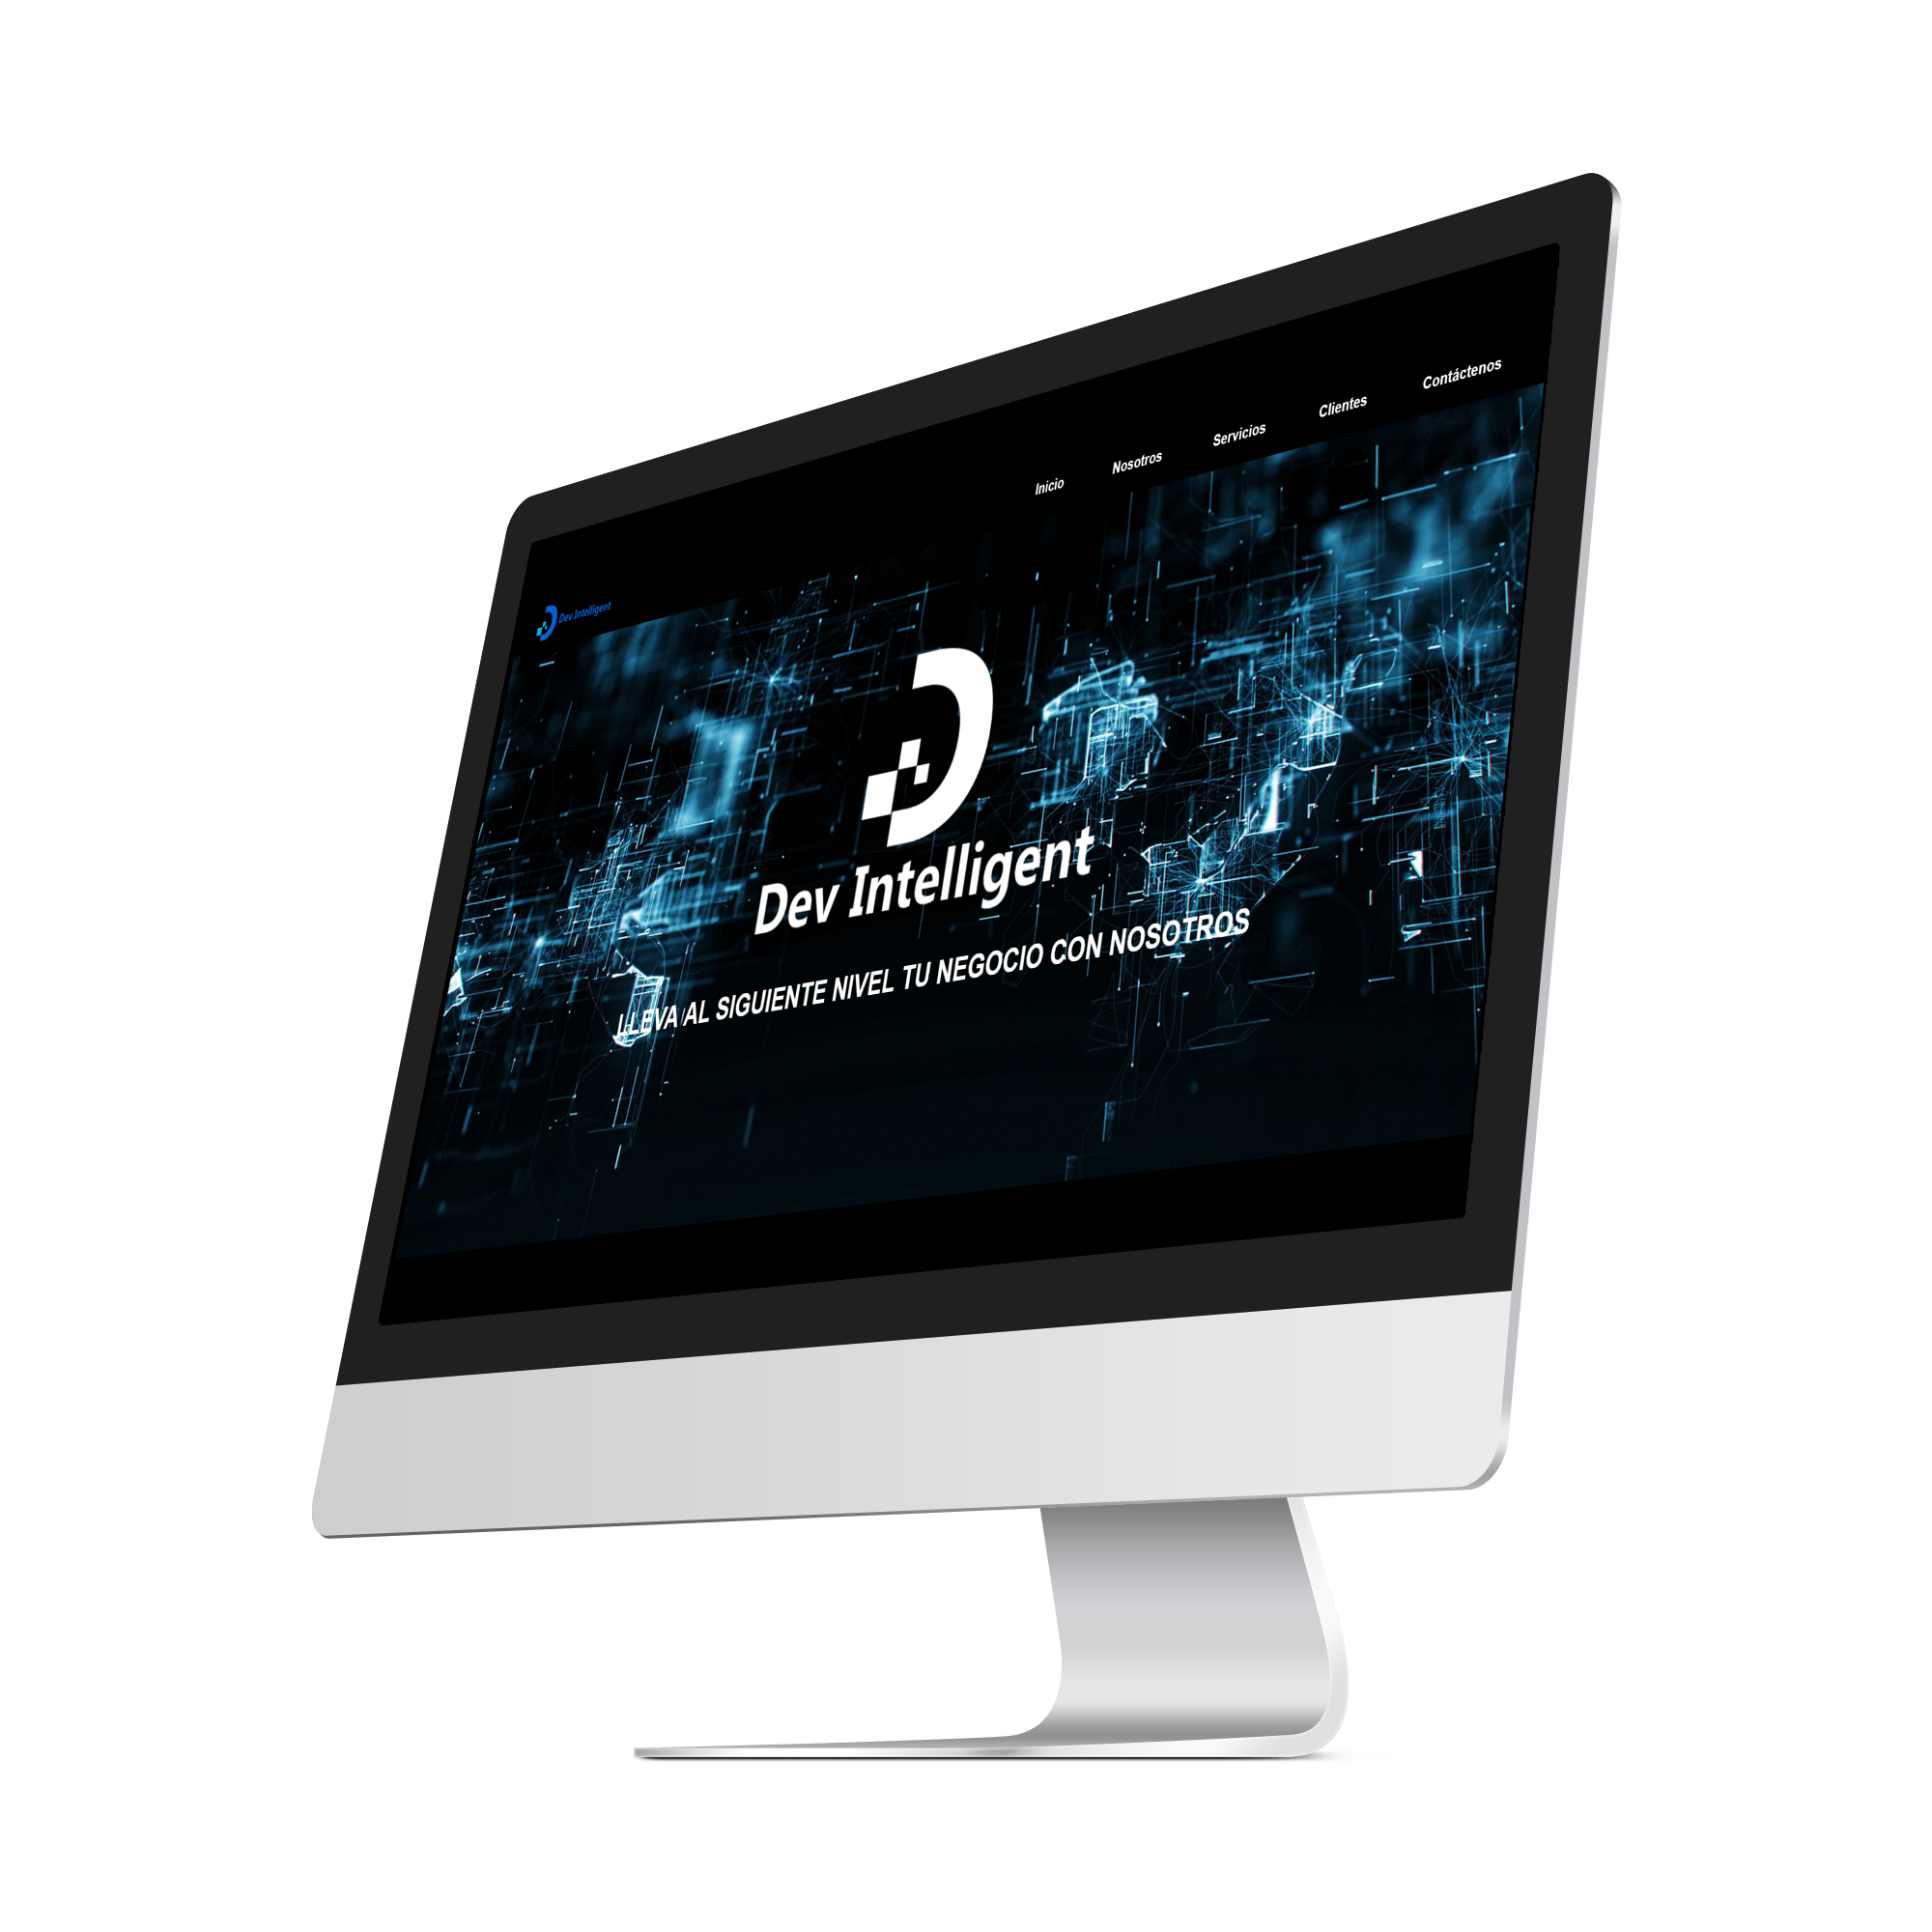 Inicio Nosotros Servicios Clientes Contáctenos
Dev Intelligent
Dev Intelligent
LLEVA AL SIGUIENTE NIVEL TU NEGOCIO CON NOSOTROS